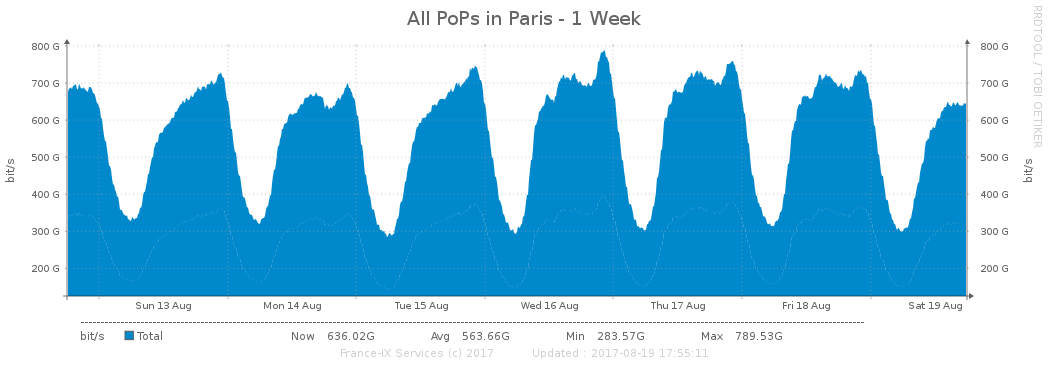 All PoPs in Paris - 1 Week
RRDTOOL / TOBI OETIKER
800 G 800 G
700 G 700 G
600 G 600 G
500 G 500 G
400 G 400 G
300 G 300 G
200 G 200 G
bit/s bit/s
Sun 13 Aug Mon 14 Aug Tue 15 Aug Wed 16 Aug Thu 17 Aug Fri 18 Aug Sat 19 Aug
bit/s Total Now 636.02G Avg 563.66G Min 283.57G Max 789.53G
France-IX Services (c) 2017 Updated : 2017-08-19 17:55:11